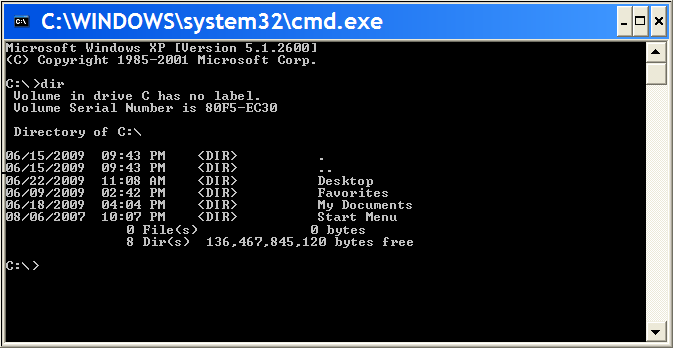 C:\WINDOWS\system32\cmd.exe
Microsoft Windows XP [Version 5.1.2600]
(C) Copyright 1985-2001 Microsoft Corp.
C:\>dir
Volume in drive C has no label.
Volume Serial Number is 80F5-EC30
Directory of C:\
06/15/2009  09:43 PM    <DIR>          .
06/15/2009  09:43 PM    <DIR>          ..
06/22/2009  11:08 AM    <DIR>          Desktop
06/09/2009  02:42 PM    <DIR>          Favorites
06/18/2009  04:04 PM    <DIR>          My Documents
08/06/2007  10:07 PM    <DIR>          Start Menu
0 File(s)              0 bytes
8 Dir(s)  136,467,845,120 bytes free
C:\>